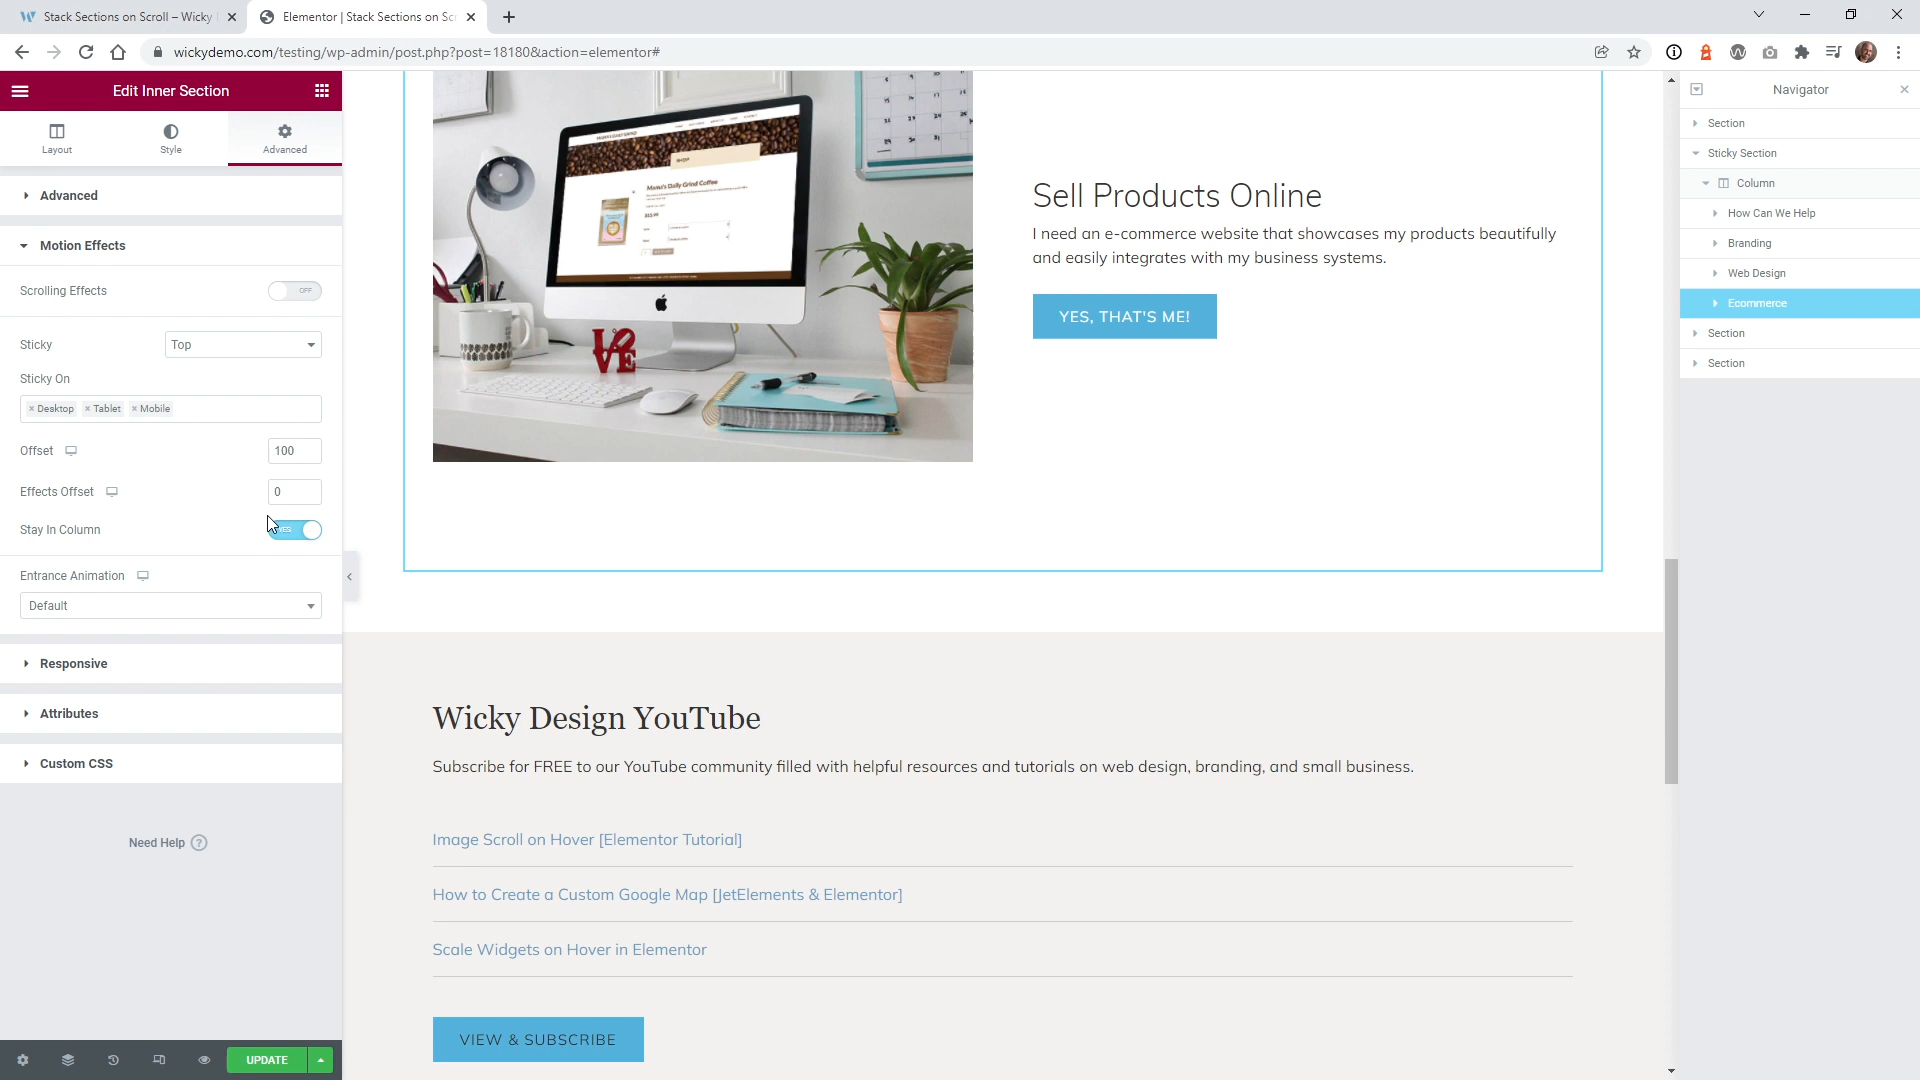 Stack Sections on Scroll – Wicky
Elementor | Stack Sections on Sc
wickydemo.com/testing/wp-admin/post.php?post=18180&action=elementor#
Edit Inner Section
Layout
Style
Advanced
Advanced
Motion Effects
Scrolling Effects
OFF
Sticky
Top
Sticky On
× Desktop × Tablet × Mobile
Offset
100
Effects Offset
0
Stay In Column
YES
Entrance Animation
Default
Responsive
Attributes
Custom CSS
Need Help
UPDATE
SHOP
Mawa's Daily Grind Coffee
LOVE
Sell Products Online
I need an e-commerce website that showcases my products beautifully
and easily integrates with my business systems.
YES, THAT'S ME!
Wicky Design YouTube
Subscribe for FREE to our YouTube community filled with helpful resources and tutorials on web design, branding, and small business.
Image Scroll on Hover [Elementor Tutorial]
How to Create a Custom Google Map [JetElements & Elementor]
Scale Widgets on Hover in Elementor
VIEW & SUBSCRIBE
Navigator
Section
Sticky Section
Column
How Can We Help
Branding
Web Design
Ecommerce
Section
Section